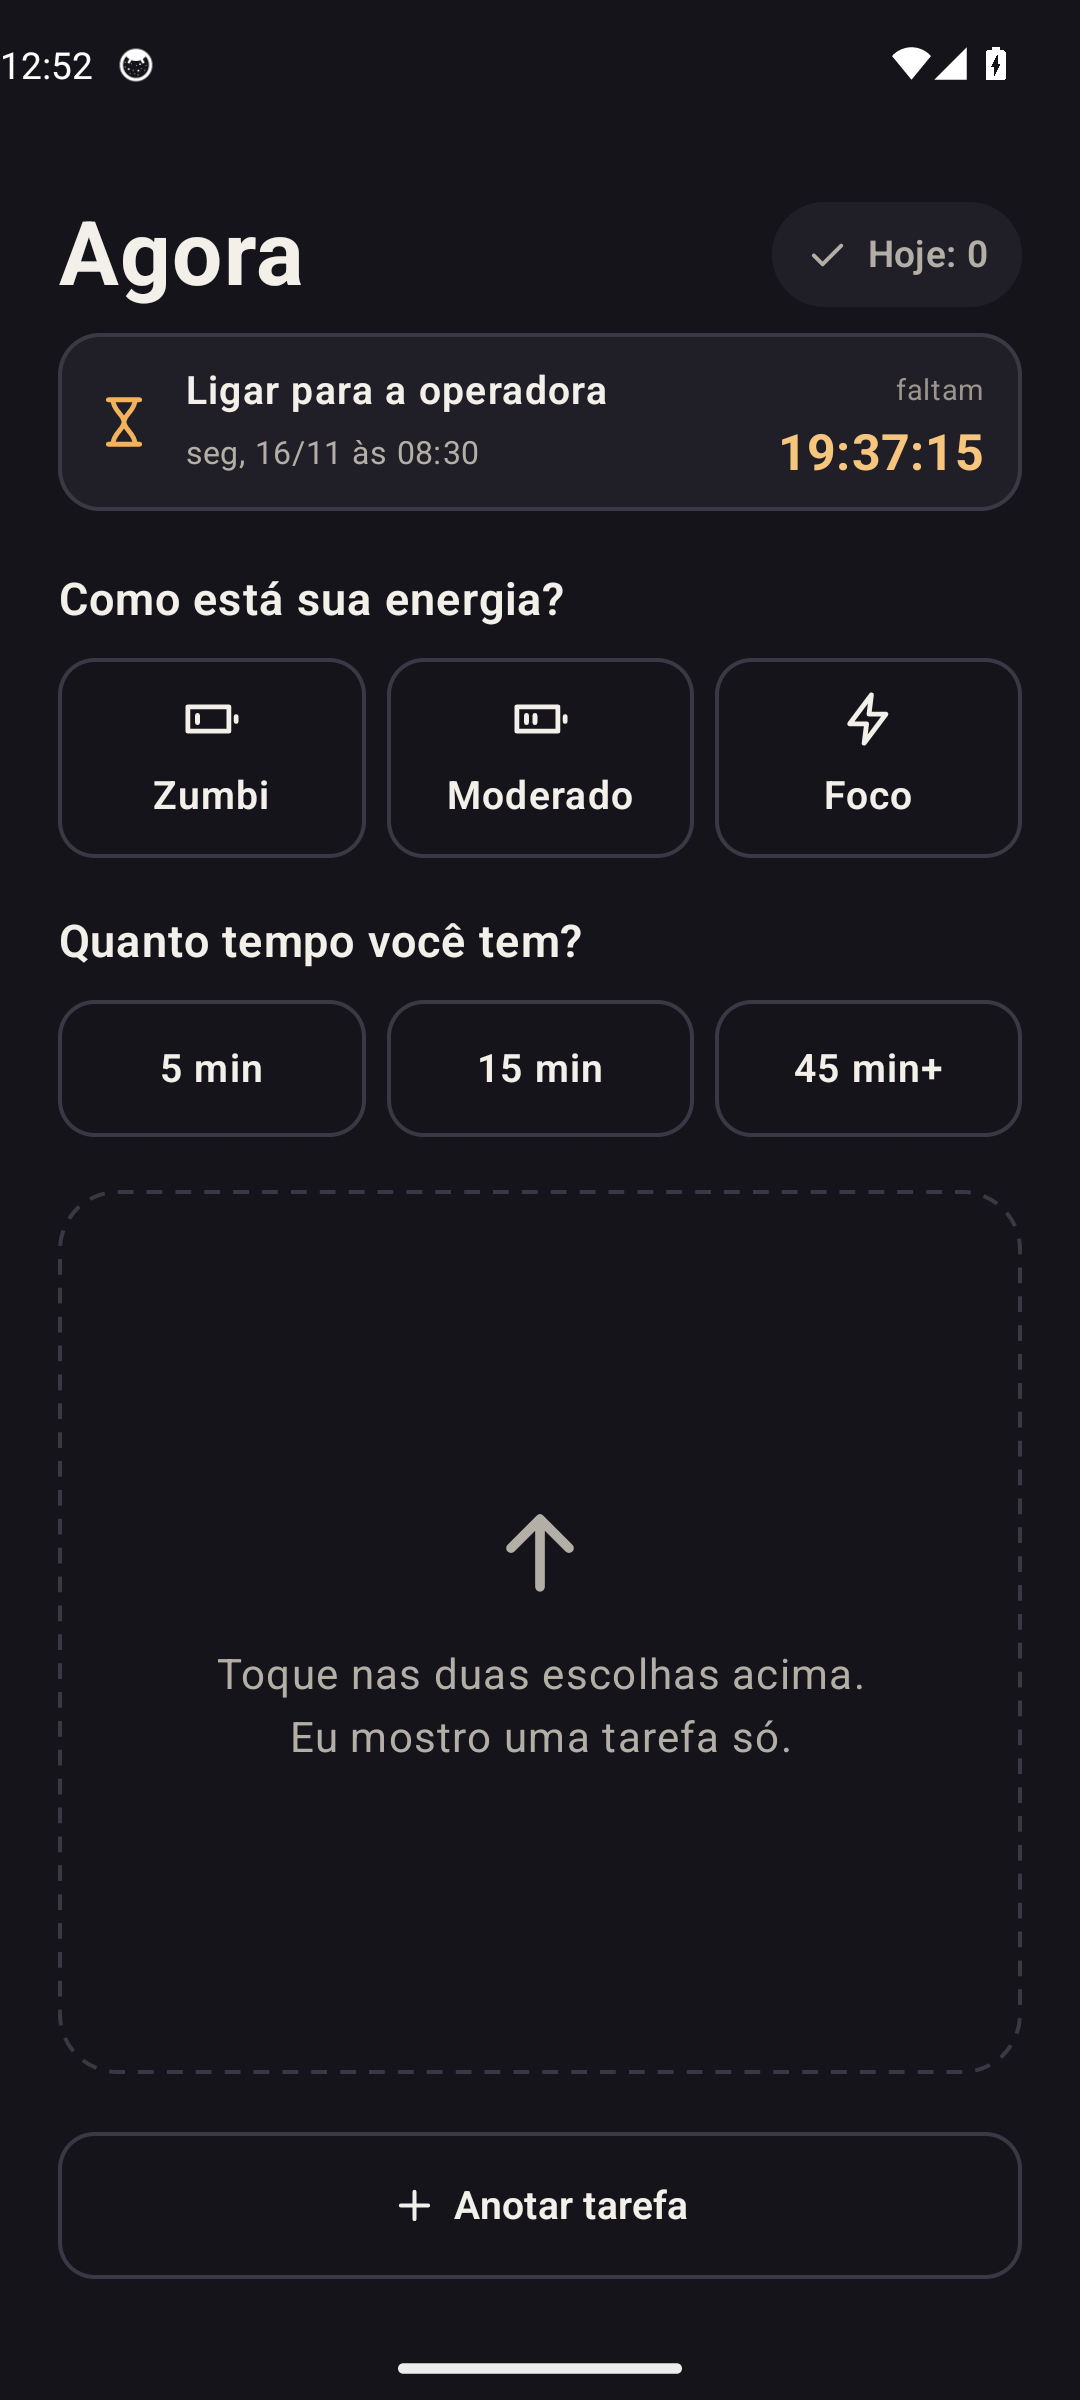 12:52
Agora
Hoje: 0
Ligar para a operadora
seg, 16/11 às 08:30
faltam
19:37:15
Como está sua energia?
Zumbi
Moderado
Foco
Quanto tempo você tem?
5 min
15 min
45 min+
Toque nas duas escolhas acima.
Eu mostro uma tarefa só.
Anotar tarefa